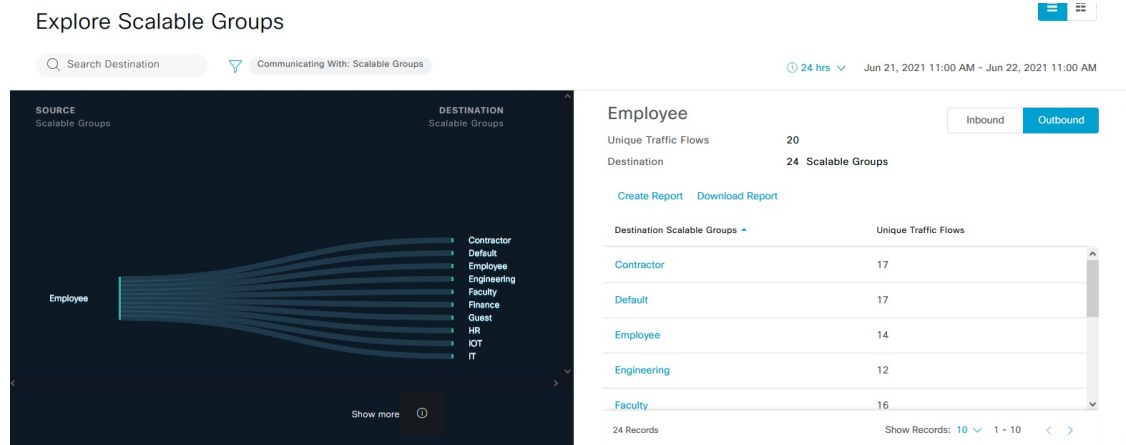 Explore Scalable Groups
Search Destination
Communicating With: Scalable Groups
24 hrs
Jun 21, 2021 11:00 AM - Jun 22, 2021 11:00 AM
SOURCE
Scalable Groups
DESTINATION
Scalable Groups
Employee
Contractor
Default
Employee
Engineering
Faculty
Finance
Guest
HR
IOT
IT
Show more
Employee
Inbound
Outbound
Unique Traffic Flows 20
Destination 24 Scalable Groups
Create Report Download Report
Destination Scalable Groups Unique Traffic Flows
Contractor 17
Default 17
Employee 14
Engineering 12
Faculty 16
24 Records
Show Records: 10 1 - 10